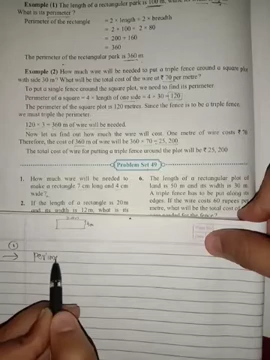 Example (1) The length of a rectangular park is 100 m,
What is its perimeter ?
Perimeter of the rectangle = 2 × length + 2 × breadth
= 2 × 100 + 2 × 80
= 200 + 160
= 360
The perimeter of the rectangular park is 360 m
Example (2) How much wire will be needed to put a triple fence around a square plot
with side 30 m? What will be the total cost of the wire at ₹ 70 per metre ?
To put a single fence around the square plot, we need to find its perimeter
Perimeter of a square = 4 × length of one side = 4 × 30 = 120
The perimeter of the square plot is 120 metres. Since the fence is to be a triple fence,
we must triple the perimeter
120 × 3 = 360 m of wire will be needed.
Now let us find out how much the wire will cost. One metre of wire costs ₹ 70
Therefore, the cost of 360 m of wire will be 360 × 70 = 25, 200
The total cost of wire for putting a triple fence around the plot will be ₹ 25, 200
Problem Set 49
1. How much wire will be needed to
make a rectangle 7 cm long and 4 cm
wide ?
2. If the length of a rectangle is 20 m
and its width is 12 m, what is its
6. The length of a rectangular plot of
land is 50 m and its width is 30 m
A triple fence has to be put along its
edges. If the wire costs 60 rupees per
metre, what will be the total cost of
①
→ perime